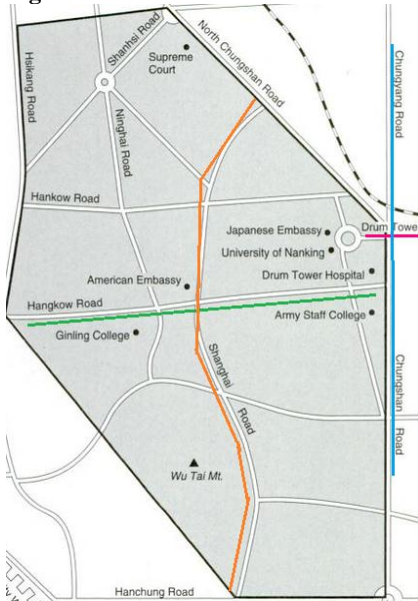 Shanhsi Road
North Chungshan Road
Supreme
Court
Hsikang Road
Ninghai Road
Chungyang Road
Hankow Road
Japanese Embassy
Drum Towe
University of Nanking
Drum Tower Hospital
American Embassy
Hangkow Road
Army Staff College
Ginling College
Shanghai
Road
Chungshan
Road
Wu Tai Mt.
Hanchung Road